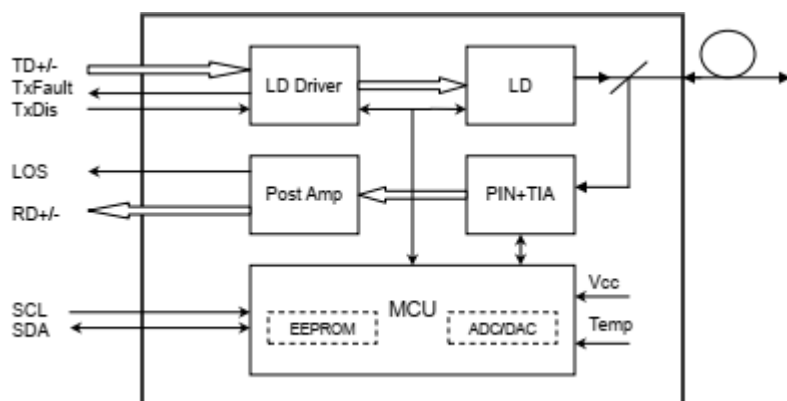 TD+/-
TxFault
TxDis
LD Driver
LD
LOS
RD+/-
Post Amp
PIN+TIA
SCL
SDA
MCU
EEPROM
ADC/DAC
Vcc
Temp